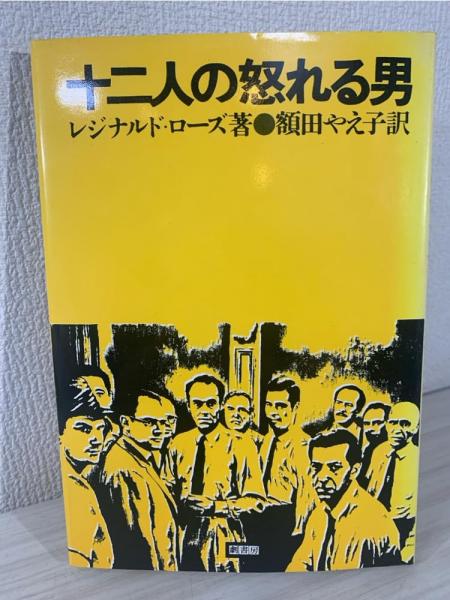 十二人の怒れる男
レジナルド・ローズ著●額田やえ子訳
劇書房